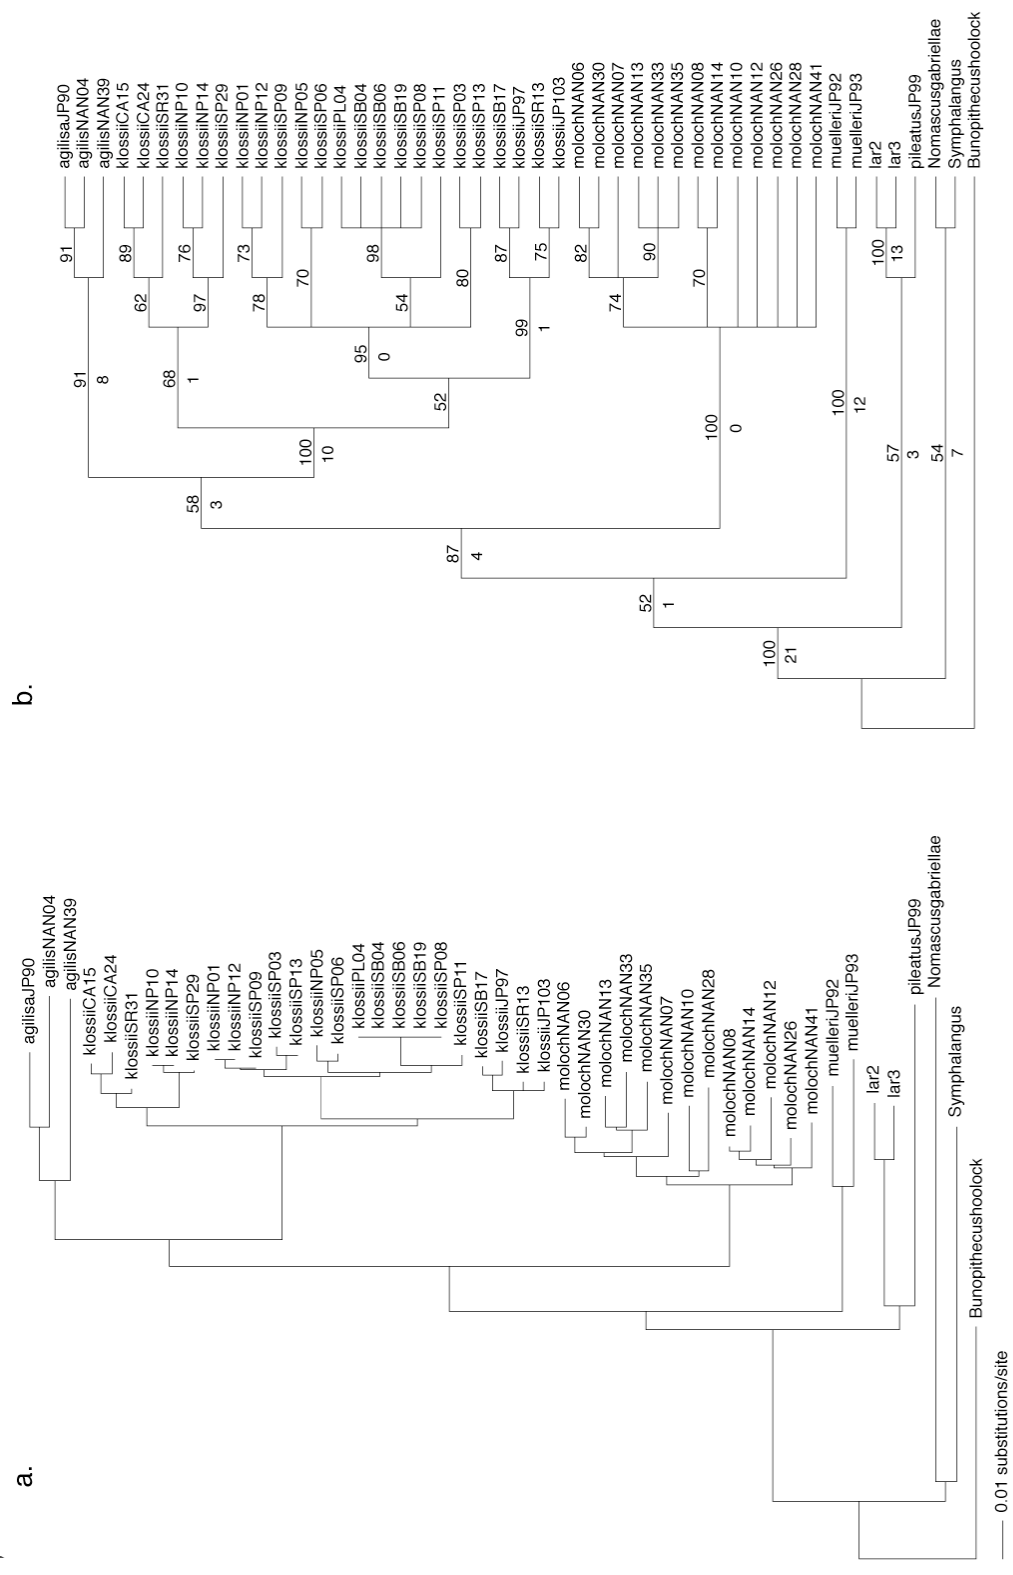 a.
agilisaJP90
agilisNAN04
agilisNAN39
klossiiCA15
klossiiCA24
klossiiSR31
klossiiNP10
klossiiNP14
klossiiSP29
klossiiNP01
klossiiNP12
klossiiSP09
klossiiSP03
klossiiSP13
klossiiNP05
klossiiSP06
klossiiPL04
klossiiSB04
klossiiSB06
klossiiSB19
klossiiSP08
klossiiSP11
klossiiSB17
klossiiJP97
klossiiSR13
klossiiJP103
molochNAN06
molochNAN30
molochNAN13
molochNAN33
molochNAN35
molochNAN07
molochNAN10
molochNAN28
molochNAN08
molochNAN14
molochNAN12
molochNAN26
molochNAN41
muelleriJP92
muelleriJP93
lar2
lar3
pileatusJP99
Nomascusgabriellae
Symphalangus
Bunopithecushoolock
0.01 substitutions/site
b.
agilisaJP90
91
agilisNAN04
91
8
agilisNAN39
klossiiCA15
89
klossiiCA24
62
klossiiSR31
68
1
klossiiNP10
76
klossiiNP14
97
klossiiSP29
58
3
100
10
klossiiNP01
73
klossiiNP12
78
klossiiSP09
klossiiNP05
70
klossiiSP06
95
0
klossiiPL04
klossiiSB04
98
klossiiSB06
klossiiSB19
54
klossiiSP08
klossiiSP11
52
klossiiSP03
80
klossiiSP13
87
4
klossiiSB17
87
klossiiJP97
99
1
klossiiSR13
75
klossiiJP103
molochNAN06
82
molochNAN30
74
molochNAN07
molochNAN13
90
molochNAN33
molochNAN35
52
1
molochNAN08
70
molochNAN14
100
0
molochNAN10
molochNAN12
molochNAN26
molochNAN28
molochNAN41
100
21
muelleriJP92
100
12
muelleriJP93
lar2
100
13
lar3
57
3
pileatusJP99
Nomascusgabriellae
54
7
Symphalangus
Bunopithecushoolock